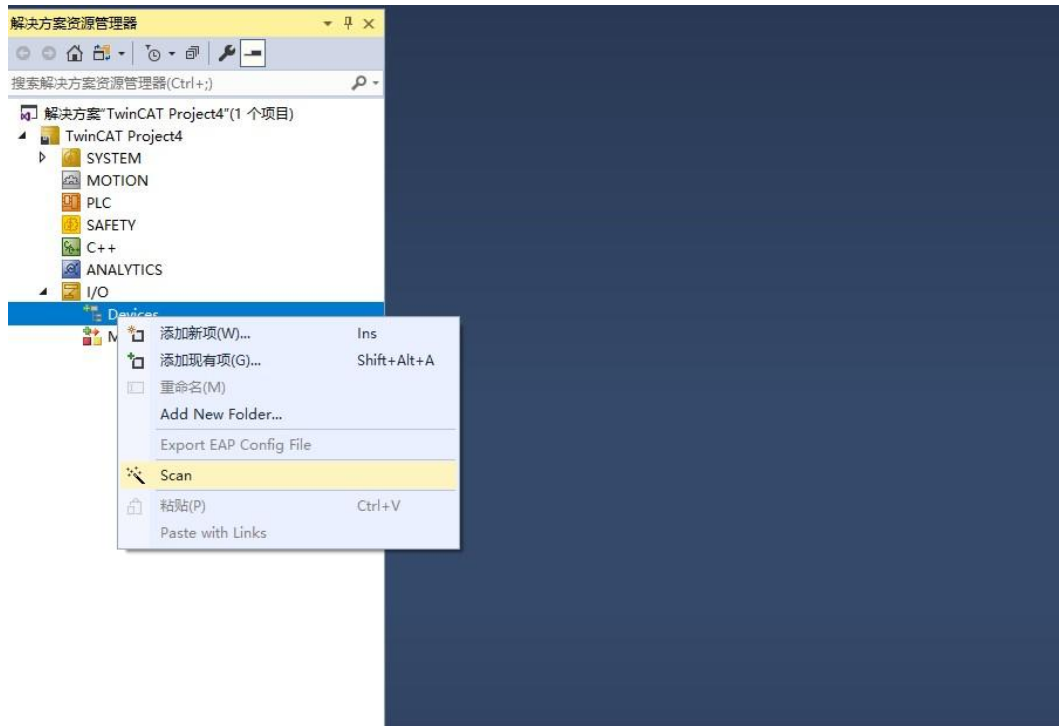 解决方案资源管理器
搜索解决方案资源管理器(Ctrl+;)
解决方案"TwinCAT Project4"(1 个项目)
TwinCAT Project4
SYSTEM
MOTION
PLC
SAFETY
C++
ANALYTICS
I/O
Devices
M
添加新项(W)... Ins
添加现有项(G)... Shift+Alt+A
重命名(M)
Add New Folder...
Export EAP Config File
Scan
粘贴(P) Ctrl+V
Paste with Links